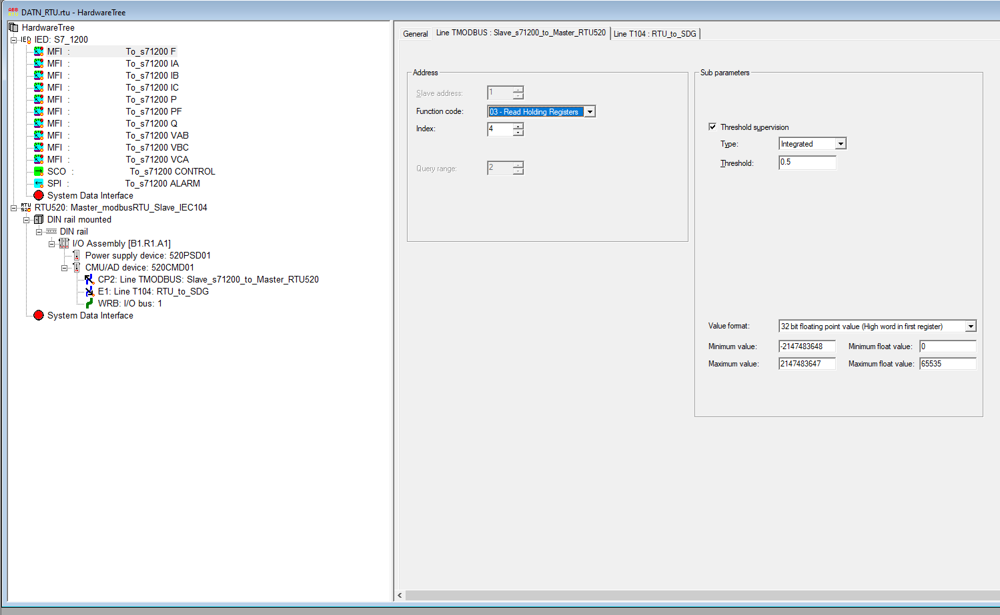 ABB
RTU
DATN_RTU.rtu - HardwareTree
HardwareTree
IED IED: S7_1200
MFI : To_s71200 F
MFI : To_s71200 IA
MFI : To_s71200 IB
MFI : To_s71200 IC
MFI : To_s71200 P
MFI : To_s71200 PF
MFI : To_s71200 Q
MFI : To_s71200 VAB
MFI : To_s71200 VBC
MFI : To_s71200 VCA
SCO : To_s71200 CONTROL
SPI : To_s71200 ALARM
System Data Interface
RTU 520 RTU520: Master_modbusRTU_Slave_IEC104
DIN rail mounted
DIN rail
I/O Assembly [B1.R1.A1]
Power supply device: 520PSD01
CMU/AD device: 520CMD01
CP2: Line TMODBUS: Slave_s71200_to_Master_RTU520
E1: Line T104: RTU_to_SDG
WRB: I/O bus: 1
System Data Interface
General
Line TMODBUS : Slave_s71200_to_Master_RTU520
Line T104 : RTU_to_SDG
Address
Slave address: 1
Function code: 03 - Read Holding Registers
Index: 4
Query range: 2
Sub parameters
Threshold supervision
Type: Integrated
Threshold: 0.5
Value format: 32 bit floating point value (High word in first register)
Minimum value: -2147483648 Minimum float value: 0
Maximum value: 2147483647 Maximum float value: 65535